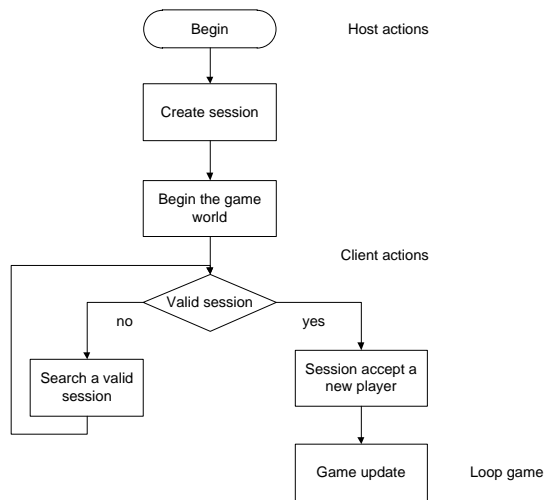 Begin
Host actions
Create session
Begin the game
world
Client actions
Valid session
no
yes
Search a valid
session
Session accept a
new player
Game update
Loop game